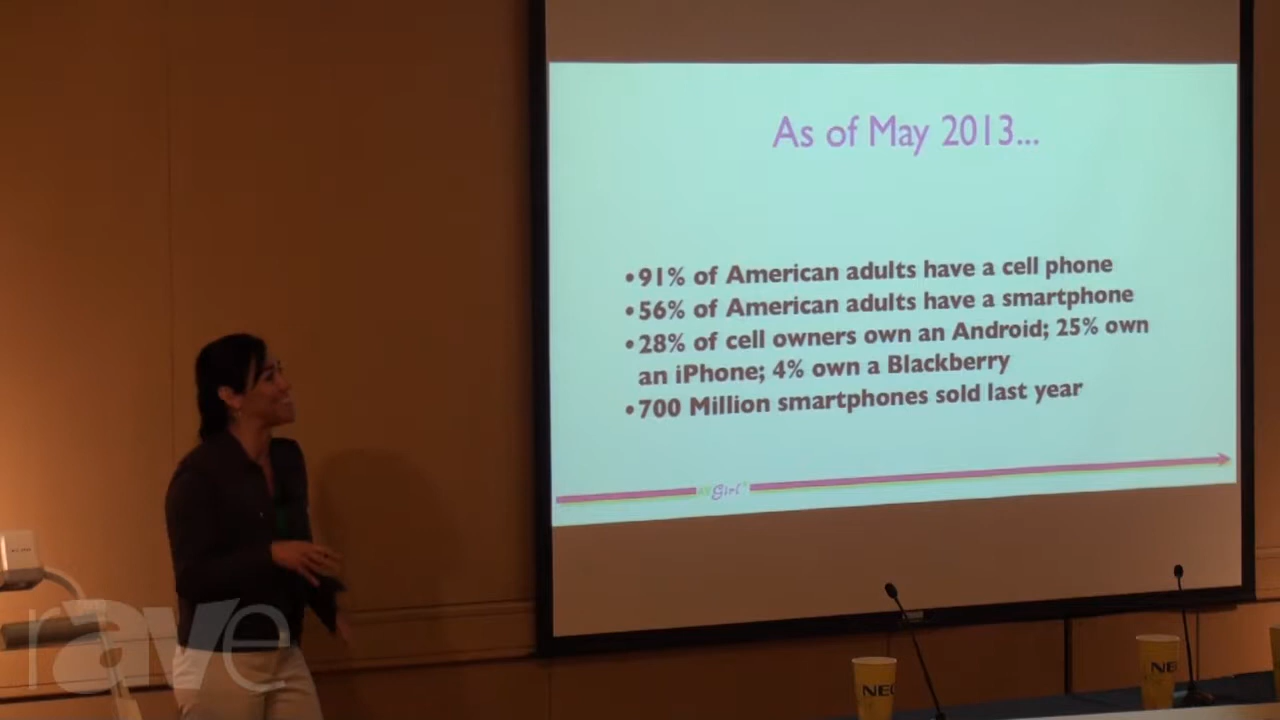 As of May 2013...
•91% of American adults have a cell phone
•56% of American adults have a smartphone
•28% of cell owners own an Android; 25% own
an iPhone; 4% own a Blackberry
•700 Million smartphones sold last year
AV Girl
rave
NEC
NEC